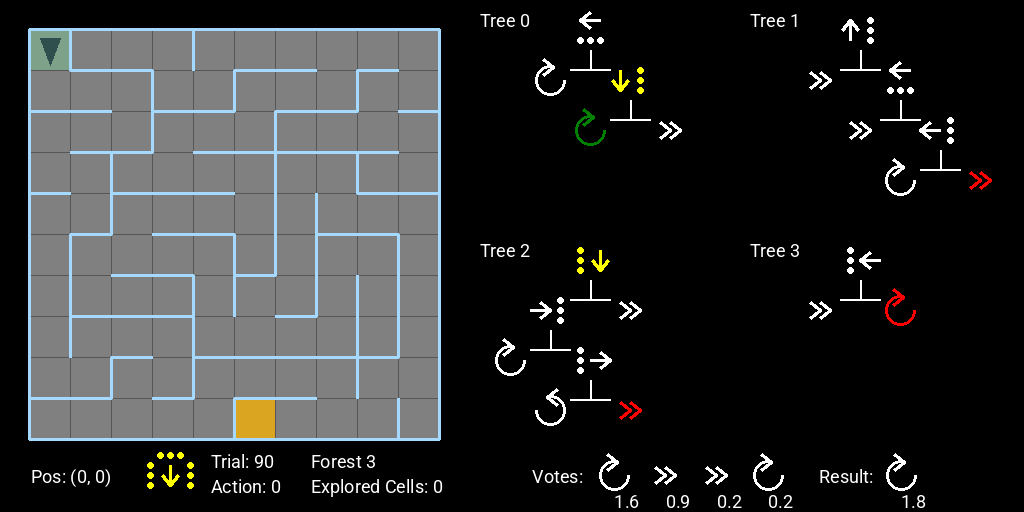 Tree 0
Tree 1
Tree 2
Tree 3
Pos: (0, 0)
Trial: 90
Forest 3
Action: 0
Explored Cells: 0
Votes:
1.6
0.9
0.2
0.2
Result:
1.8